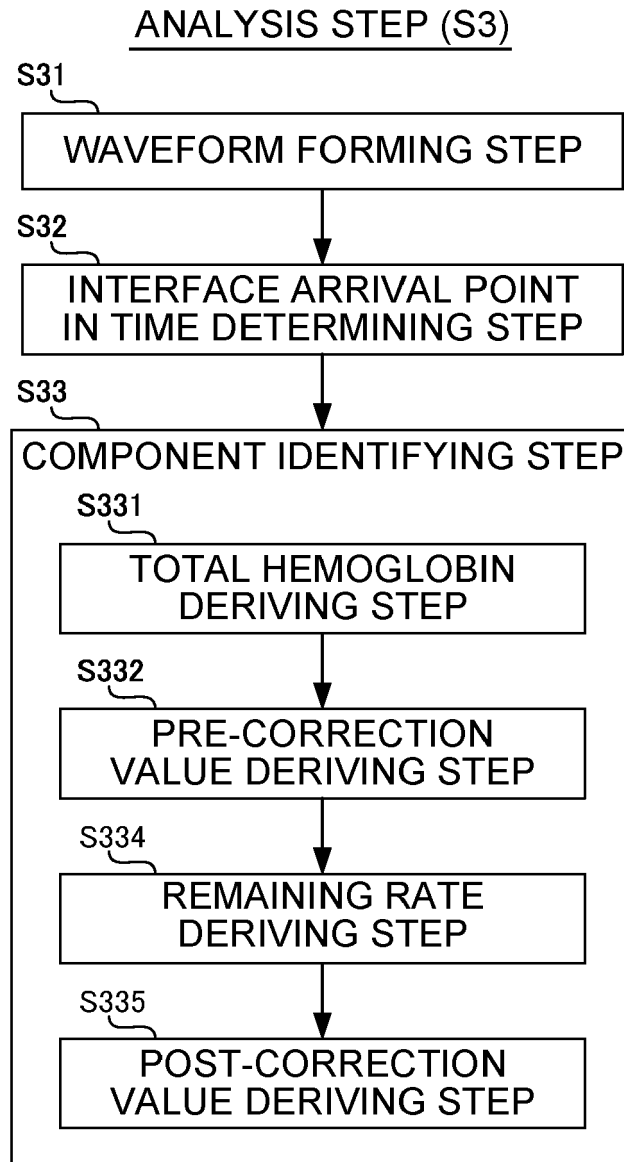 ANALYSIS STEP (S3)
S31
WAVEFORM FORMING STEP
S32
INTERFACE ARRIVAL POINT
IN TIME DETERMINING STEP
S33
COMPONENT IDENTIFYING STEP
S331
TOTAL HEMOGLOBIN
DERIVING STEP
S332
PRE-CORRECTION
VALUE DERIVING STEP
S334
REMAINING RATE
DERIVING STEP
S335
POST-CORRECTION
VALUE DERIVING STEP